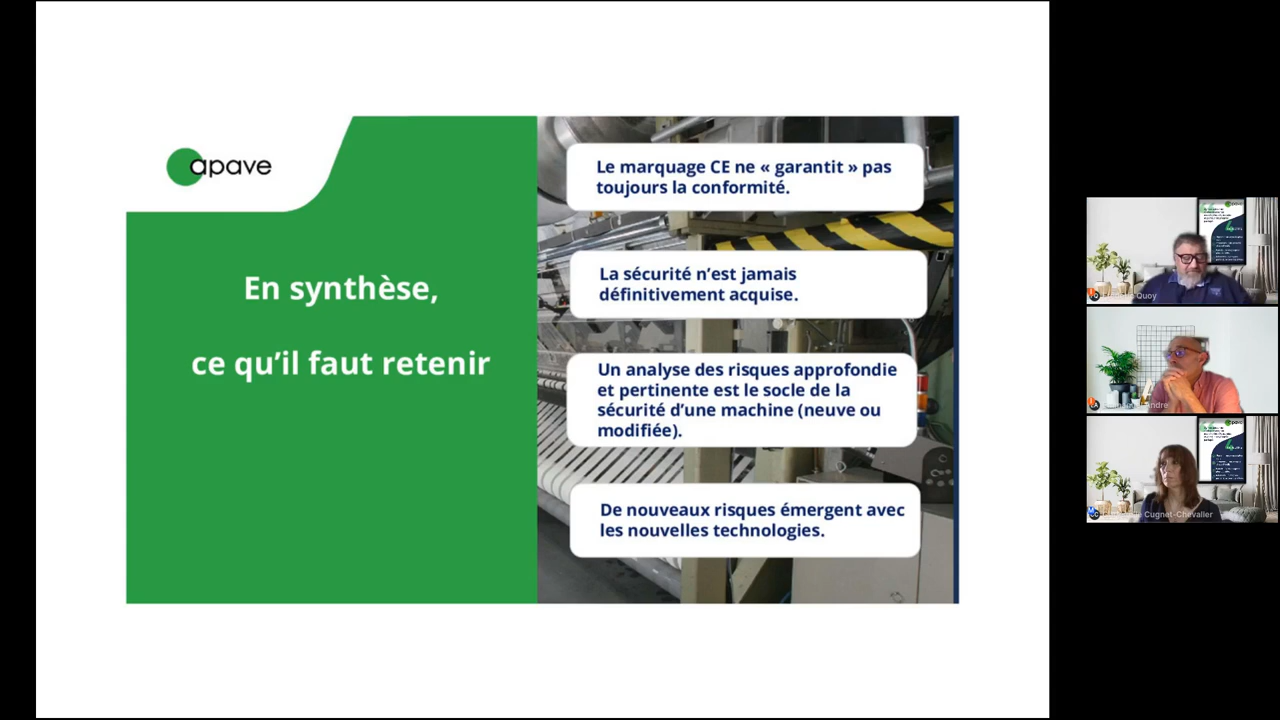 apave
En synthèse,
ce qu’il faut retenir
Le marquage CE ne « garantit » pas
toujours la conformité.
La sécurité n’est jamais
définitivement acquise.
Un analyse des risques approfondie
et pertinente est le socle de la
sécurité d’une machine (neuve ou
modifiée).
De nouveaux risques émergent avec
les nouvelles technologies.
Quoy
Cugnet-Chevalier